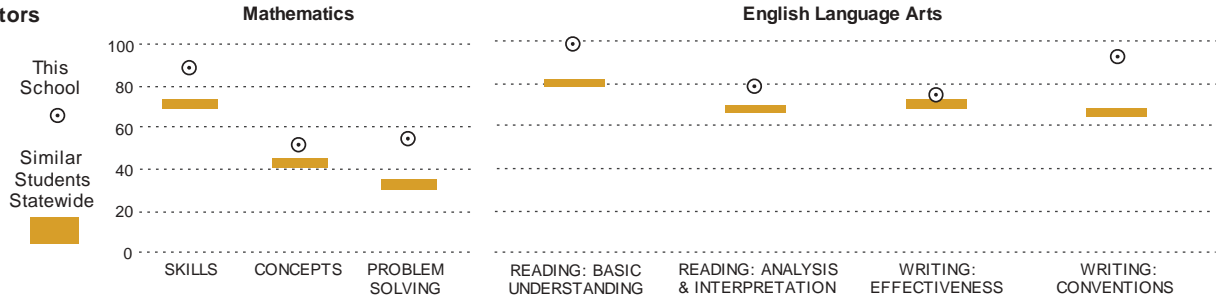 tors
Mathematics
English Language Arts
This
School
Similar
Students
Statewide
100
80
60
40
20
0
SKILLS
CONCEPTS
PROBLEM
SOLVING
READING: BASIC
UNDERSTANDING
READING: ANALYSIS
& INTERPRETATION
WRITING:
EFFECTIVENESS
WRITING:
CONVENTIONS